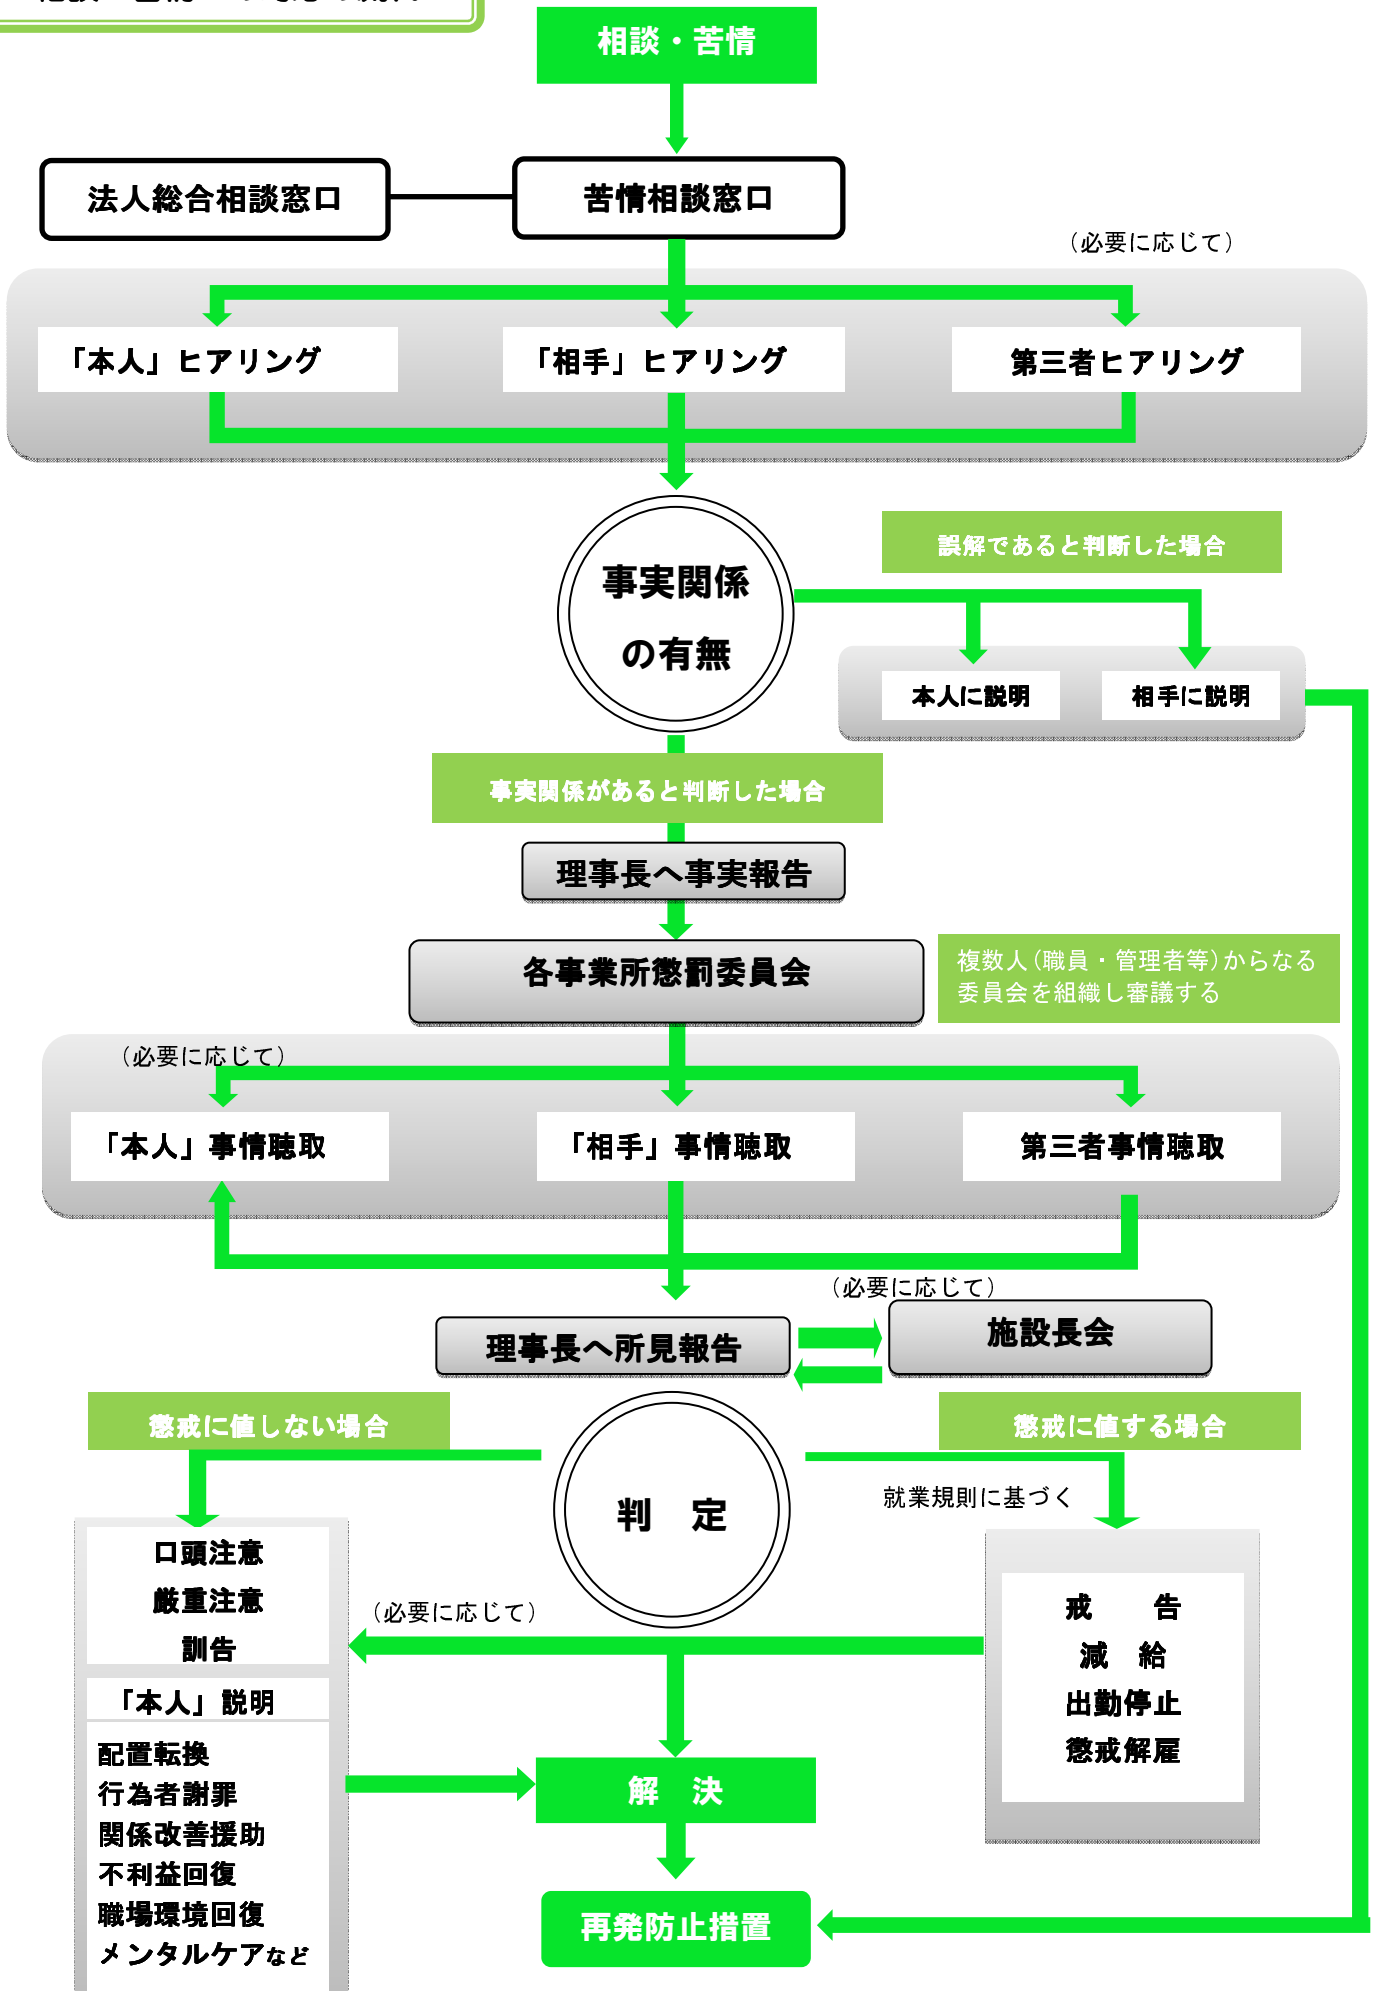 相談・苦情
法人総合相談窓口
苦情相談窓口
（必要に応じて）
「本人」ヒアリング
「相手」ヒアリング
第三者ヒアリング
事実関係
の有無
誤解であると判断した場合
本人に説明
相手に説明
事実関係があると判断した場合
理事長へ事実報告
各事業所懲罰委員会
複数人（職員・管理者等）からなる
委員会を組織し審議する
（必要に応じて）
「本人」事情聴取
「相手」事情聴取
第三者事情聴取
（必要に応じて）
理事長へ所見報告
施設長会
懲戒に値しない場合
懲戒に値する場合
判　定
就業規則に基づく
口頭注意
厳重注意
訓告
（必要に応じて）
戒　　告
減　給
出勤停止
懲戒解雇
「本人」説明
配置転換
行為者謝罪
関係改善援助
不利益回復
職場環境回復
メンタルケアなど
解　決
再発防止措置